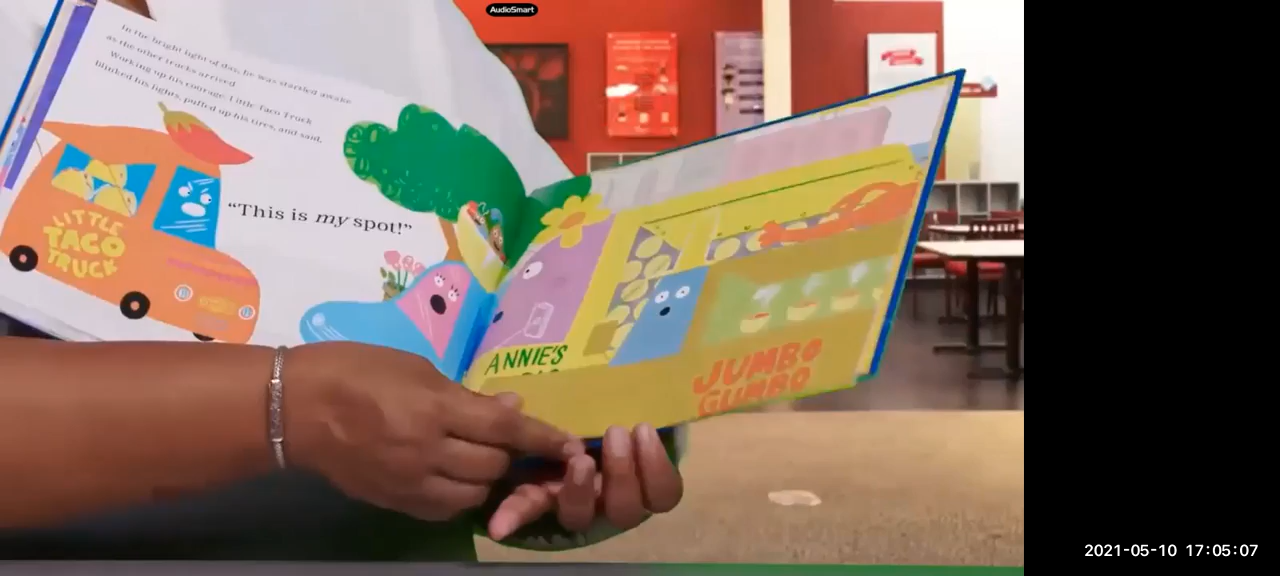 AudioSmart
In the bright light of day, he was startled awake
as the other trucks arrived.
Working up his courage, Little Taco Truck
blinked his lights, puffed up his tires, and said,
"This is my spot!"
LITTLE
TACO
TRUCK
ANNIE'S
JUMBO
GUMBO
2021-05-10 17:05:07